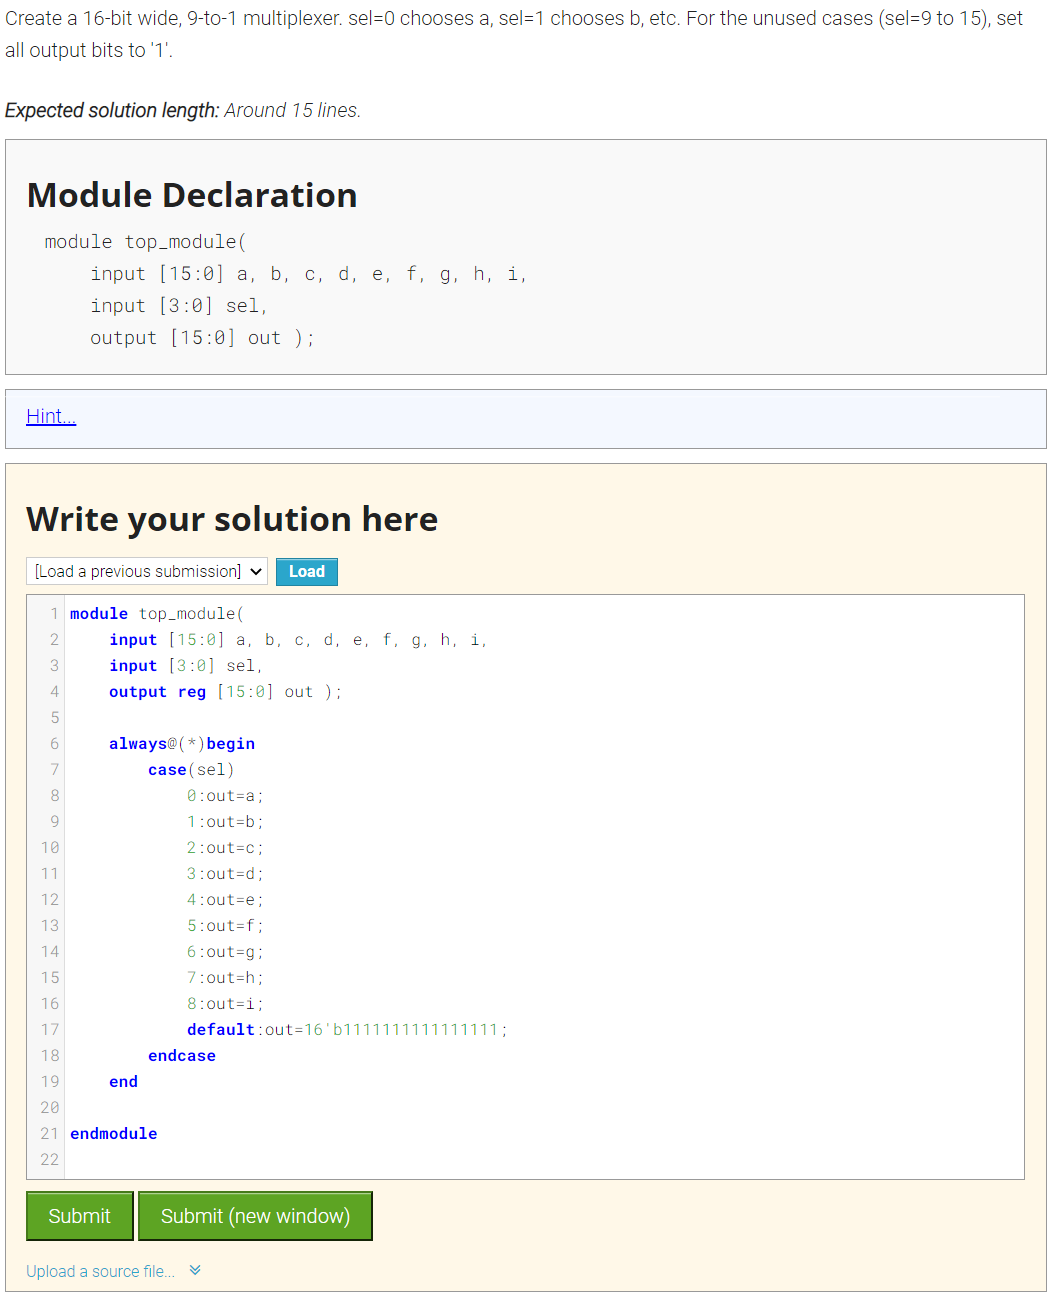 Create a 16-bit wide, 9-to-1 multiplexer. sel=0 chooses a, sel=1 chooses b, etc. For the unused cases (sel=9 to 15), set
all output bits to '1'.
Expected solution length: Around 15 lines.
Module Declaration
module top_module(
    input [15:0] a, b, c, d, e, f, g, h, i,
    input [3:0] sel,
    output [15:0] out );
Hint...
Write your solution here
[Load a previous submission] Load
1 module top_module(
2     input [15:0] a, b, c, d, e, f, g, h, i,
3     input [3:0] sel,
4     output reg [15:0] out );
5
6     always@(*)begin
7         case(sel)
8             0:out=a;
9             1:out=b;
10             2:out=c;
11             3:out=d;
12             4:out=e;
13             5:out=f;
14             6:out=g;
15             7:out=h;
16             8:out=i;
17             default:out=16'b1111111111111111;
18         endcase
19     end
20
21 endmodule
22
Submit Submit (new window)
Upload a source file...